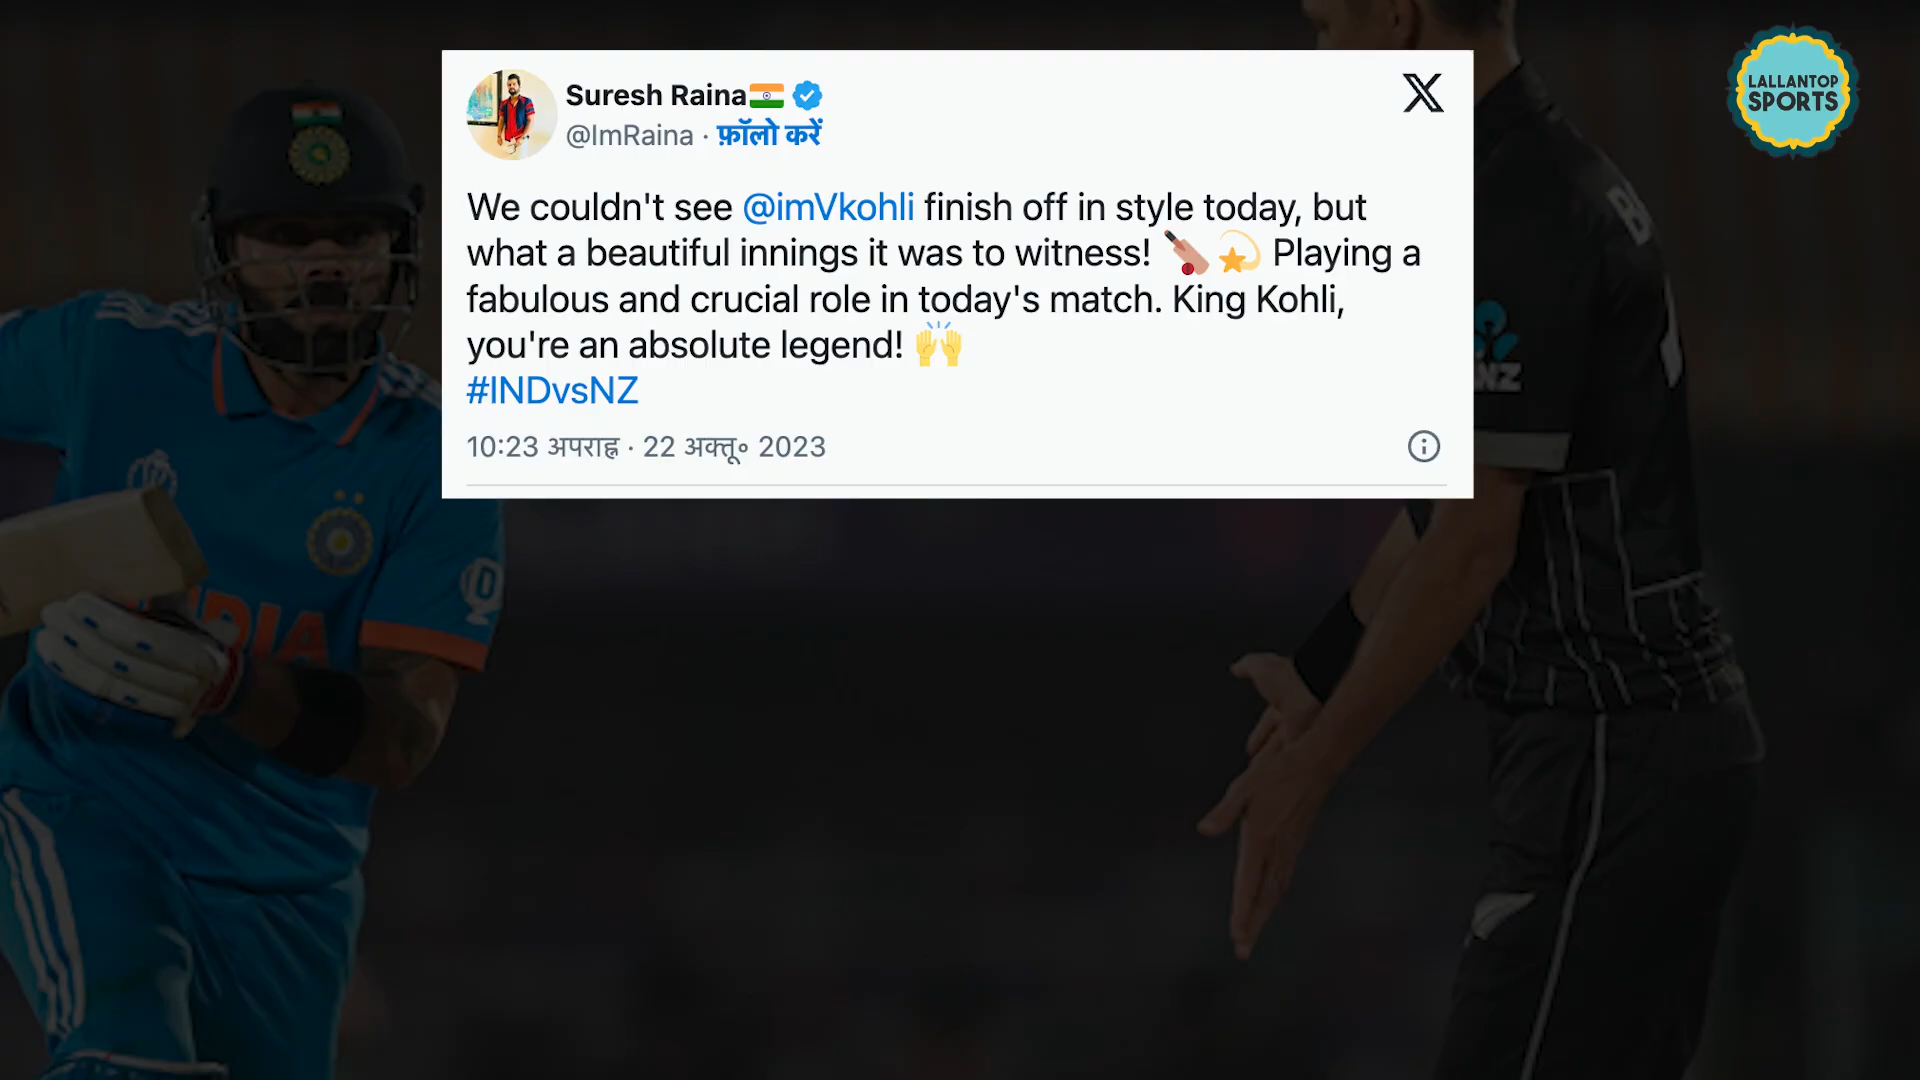 Suresh Raina🇮🇳
@ImRaina · फ़ॉलो करें
We couldn't see @imVkohli finish off in style today, but
what a beautiful innings it was to witness! 🏏💫 Playing a
fabulous and crucial role in today's match. King Kohli,
you're an absolute legend! 🙌
#INDvsNZ
10:23 अपराह्न · 22 अक्तू॰ 2023
LALLANTOP
SPORTS
INDIA
NZ